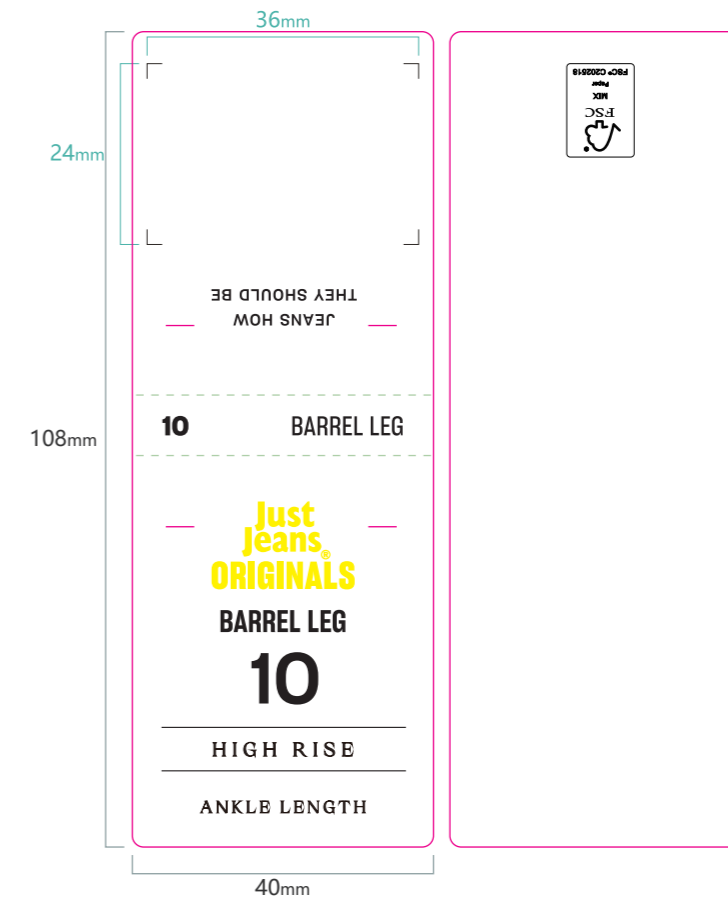 36mm
24mm
THEY SHOULD BE
JEANS HOW
10 BARREL LEG
108mm
Just
Jeans®
ORIGINALS
BARREL LEG
10
HIGH RISE
ANKLE LENGTH
40mm
FSC® C202518
Paper
MIX
FSC